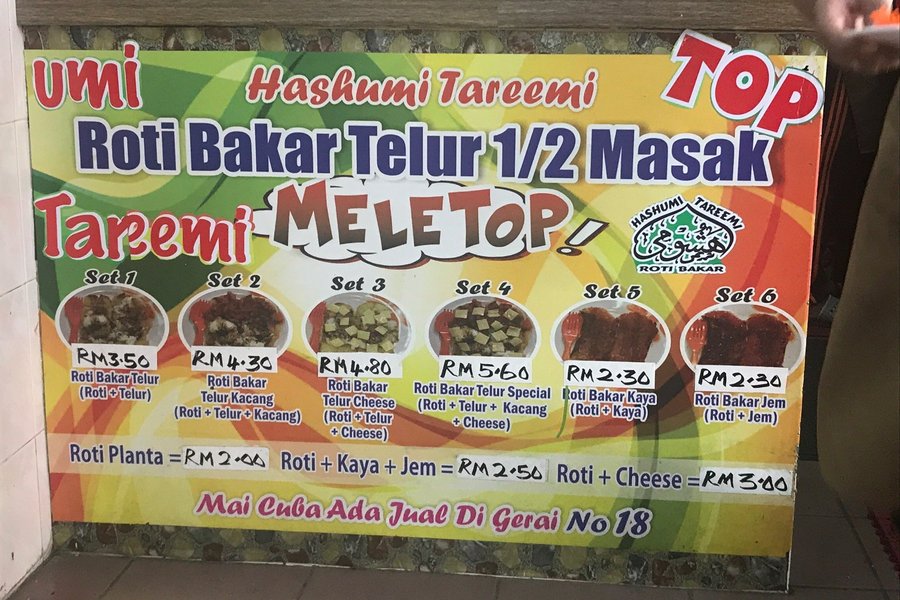 umi
Hashumi Tareemi
TOP
Roti Bakar Telur 1/2 Masak
Tareemi
MELETOP!
HASHUMI TAREEMI
ROTI BAKAR
Set 1
RM3.50
Roti Bakar Telur
(Roti + Telur)
Set 2
RM4.30
Roti Bakar
Telur Kacang
(Roti + Telur + Kacang)
Set 3
RM4.80
Roti Bakar
Telur Cheese
(Roti + Telur
+ Cheese)
Set 4
RM5.60
Roti Bakar Telur Special
(Roti + Telur + Kacang
+ Cheese)
Set 5
RM2.30
Roti Bakar Kaya
(Roti + Kaya)
Set 6
RM2.30
Roti Bakar Jem
(Roti + Jem)
Roti Planta = RM2.00 Roti + Kaya + Jem = RM2.50 Roti + Cheese = RM3.00
Mai Cuba Ada Jual Di Gerai No 18